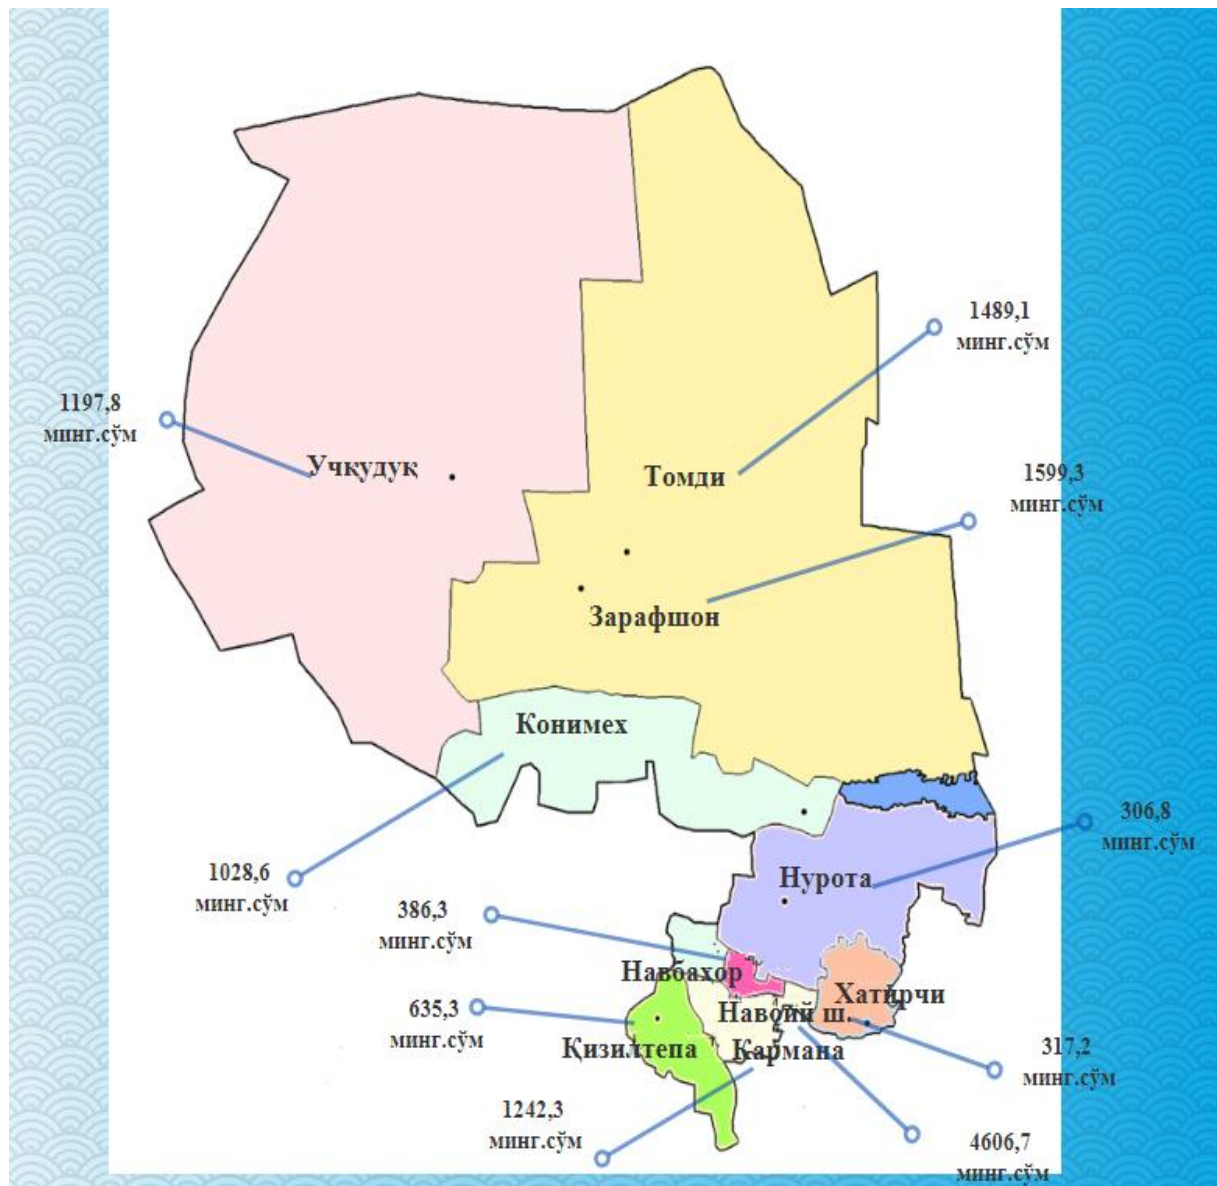 1489,1
минг.сўм
1197,8
минг.сўм
Учқудуқ
Томди
1599,3
минг.сўм
Зарафшон
Конимех
306,8
минг.сўм
1028,6
минг.сўм
Нурота
386,3
минг.сўм
Навбахор
Хатирчи
635,3
минг.сўм
Навоий ш.
Қизилтепа
Кармана
317,2
минг.сўм
1242,3
минг.сўм
4606,7
минг.сўм